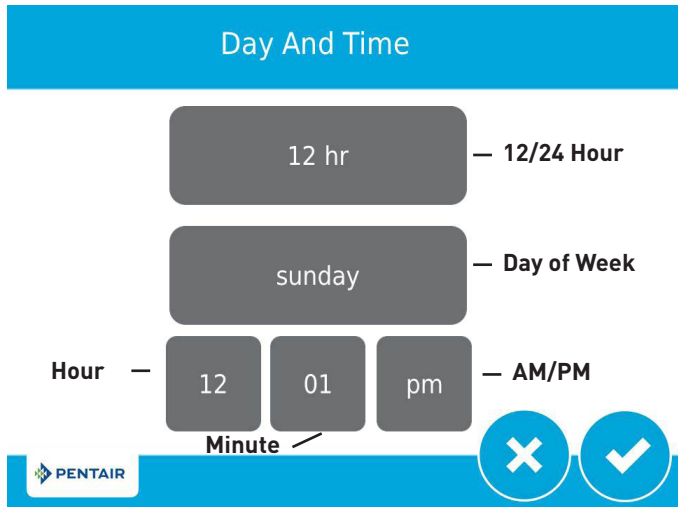 Day And Time
12 hr
12/24 Hour
sunday
Day of Week
Hour
12
01
pm
AM/PM
Minute
PENTAIR